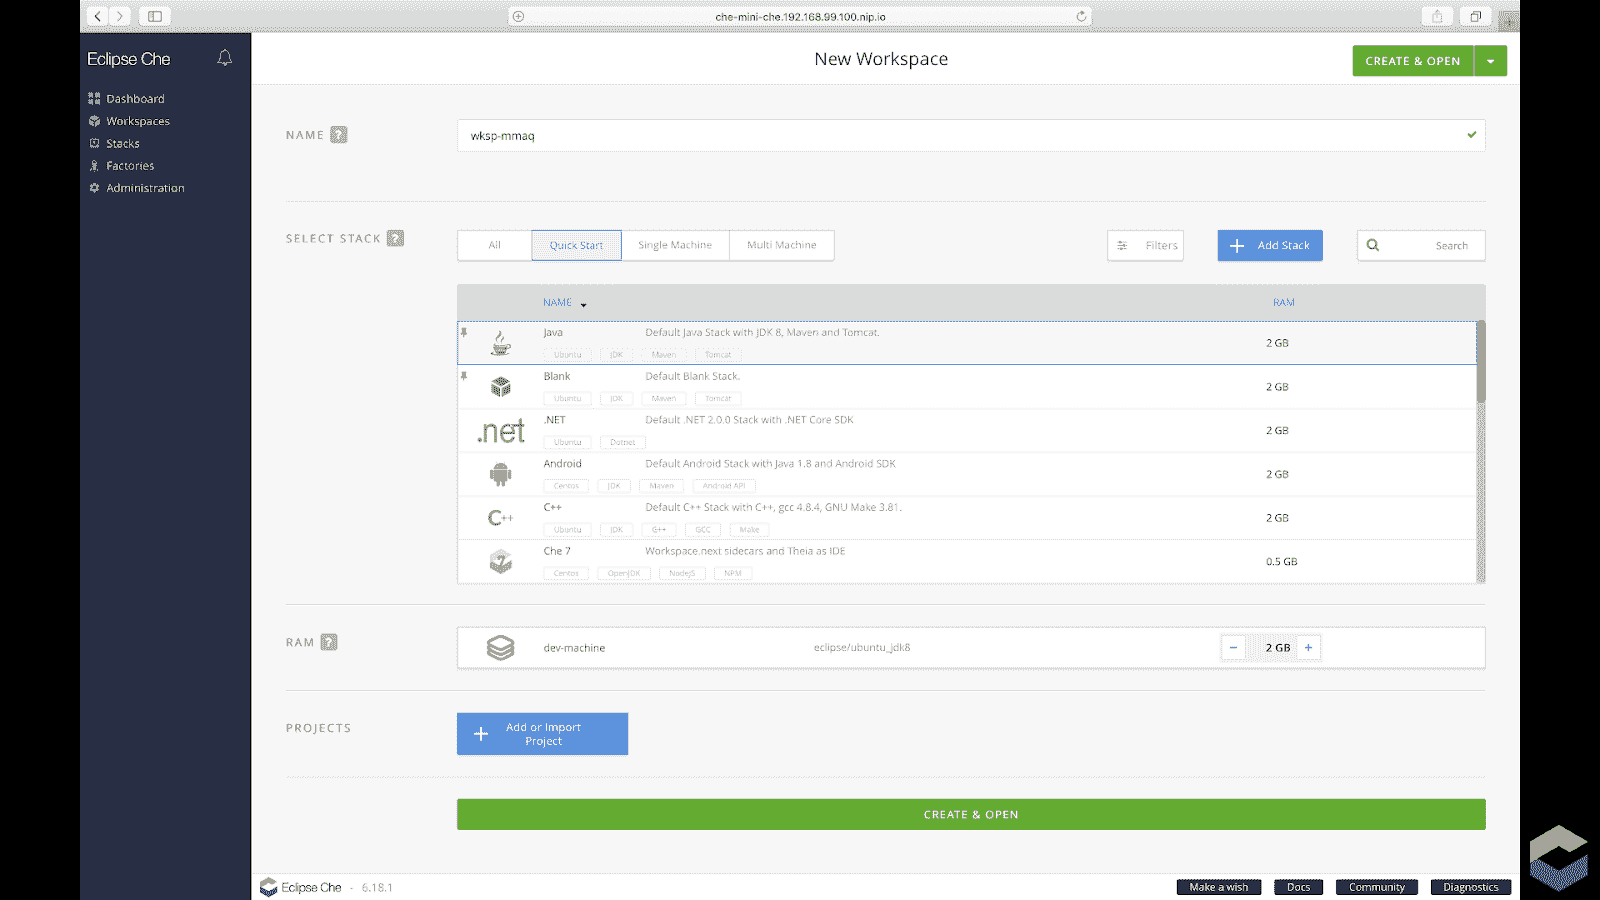 che-mini-che.192.168.99.100.nip.io
Eclipse Che
Dashboard
Workspaces
Stacks
Factories
Administration
New Workspace
CREATE & OPEN
NAME ?
wksp-mmaq
SELECT STACK ?
All Quick Start Single Machine Multi Machine Filters Add Stack Search
NAME RAM
Java Default Java Stack with JDK 8, Maven and Tomcat. 2 GB
Ubuntu JDK Maven Tomcat
Blank Default Blank Stack. 2 GB
Ubuntu JDK Maven Tomcat
.net .NET Default .NET 2.0.0 Stack with .NET Core SDK 2 GB
Ubuntu Dotnet
Android Default Android Stack with Java 1.8 and Android SDK 2 GB
Centos JDK Maven Android API
C++ C++ Default C++ Stack with C++, gcc 4.8.4, GNU Make 3.81. 2 GB
Ubuntu JDK G++ GCC Make
7 Che 7 Workspace.next sidecars and Theia as IDE 0.5 GB
Centos OpenJDK NodeJS NPM
RAM ?
dev-machine eclipse/ubuntu_jdk8 − 2 GB +
PROJECTS
Add or Import
Project
CREATE & OPEN
Eclipse Che - 6.18.1
Make a wish Docs Community Diagnostics